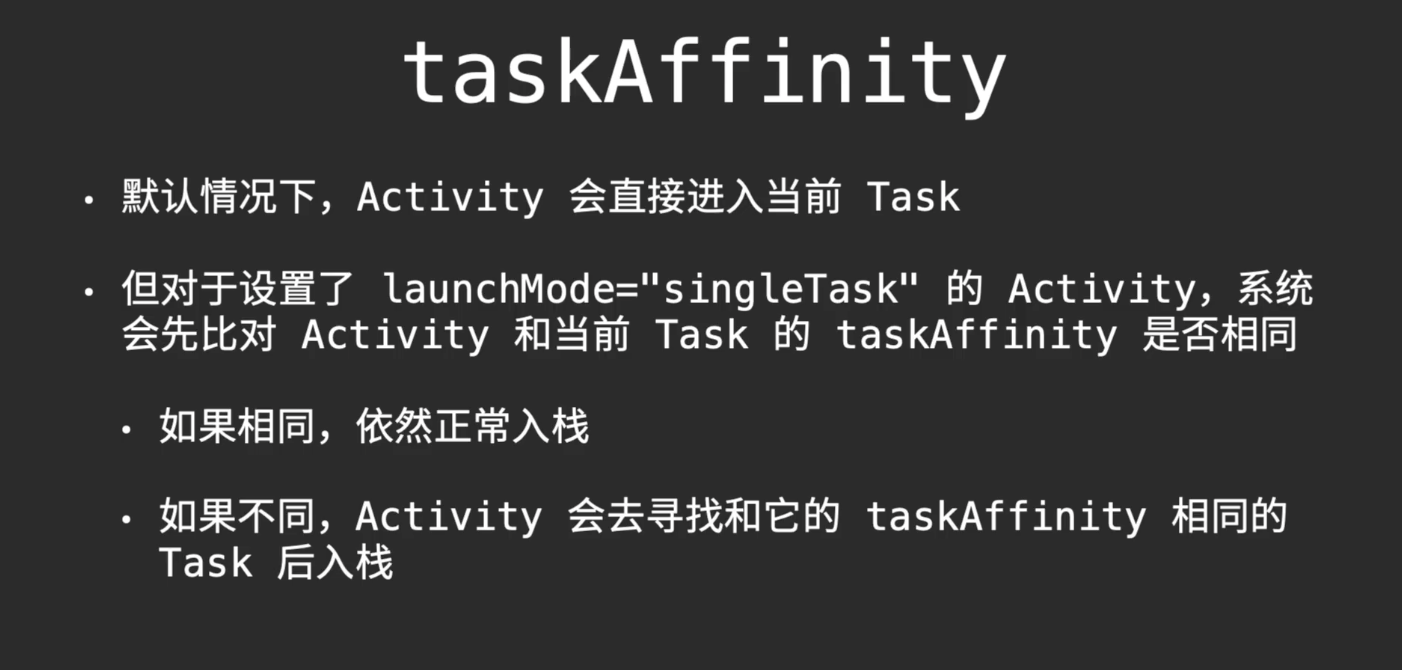 taskAffinity
• 默认情况下，Activity 会直接进入当前 Task
• 但对于设置了 launchMode="singleTask" 的 Activity，系统
会先比对 Activity 和当前 Task 的 taskAffinity 是否相同
• 如果相同，依然正常入栈
• 如果不同，Activity 会去寻找和它的 taskAffinity 相同的
Task 后入栈